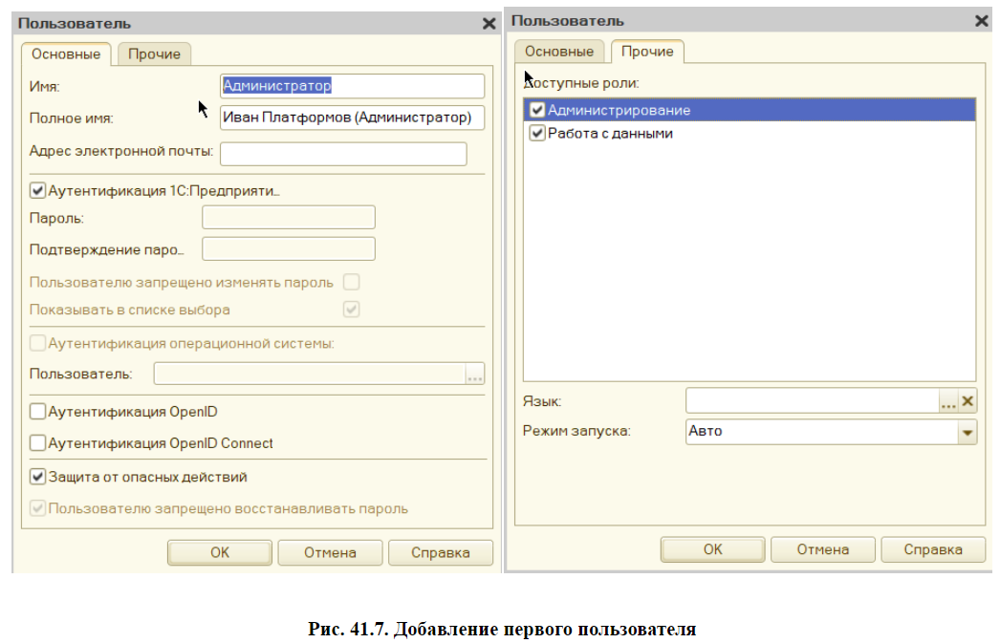 Пользователь
Основные
Прочие
Имя:
Администратор
Полное имя:
Иван Платформов (Администратор)
Адрес электронной почты:
Аутентификация 1С:Предприяти...
Пароль:
Подтверждение паро...
Пользователю запрещено изменять пароль
Показывать в списке выбора
Аутентификация операционной системы:
Пользователь:
...
Аутентификация OpenID
Аутентификация OpenID Connect
Защита от опасных действий
Пользователю запрещено восстанавливать пароль
ОК
Отмена
Справка
Пользователь
Основные
Прочие
Доступные роли:
Администрирование
Работа с данными
Язык:
...
Режим запуска:
Авто
ОК
Отмена
Справка
Рис. 41.7. Добавление первого пользователя